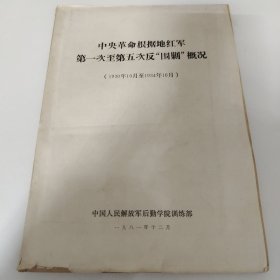 中央革命根据地红军
第一次至第五次反“围剿”概况
（1930年10月至1934年10月）
中国人民解放军后勤学院训练部
一九八一年十二月